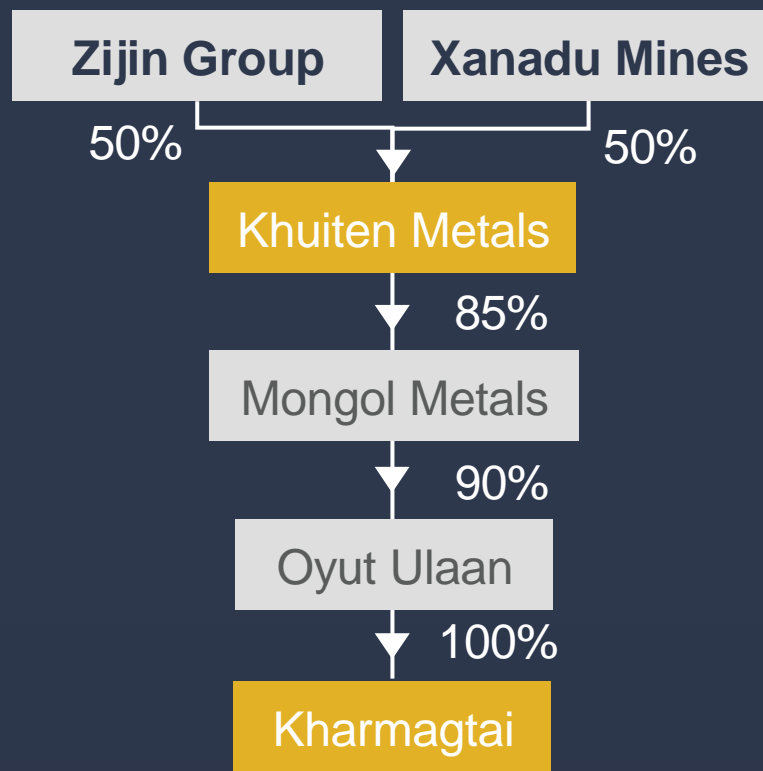 Zijin Group
Xanadu Mines
50%
50%
Khuiten Metals
85%
Mongol Metals
90%
Oyut Ulaan
100%
Kharmagtai